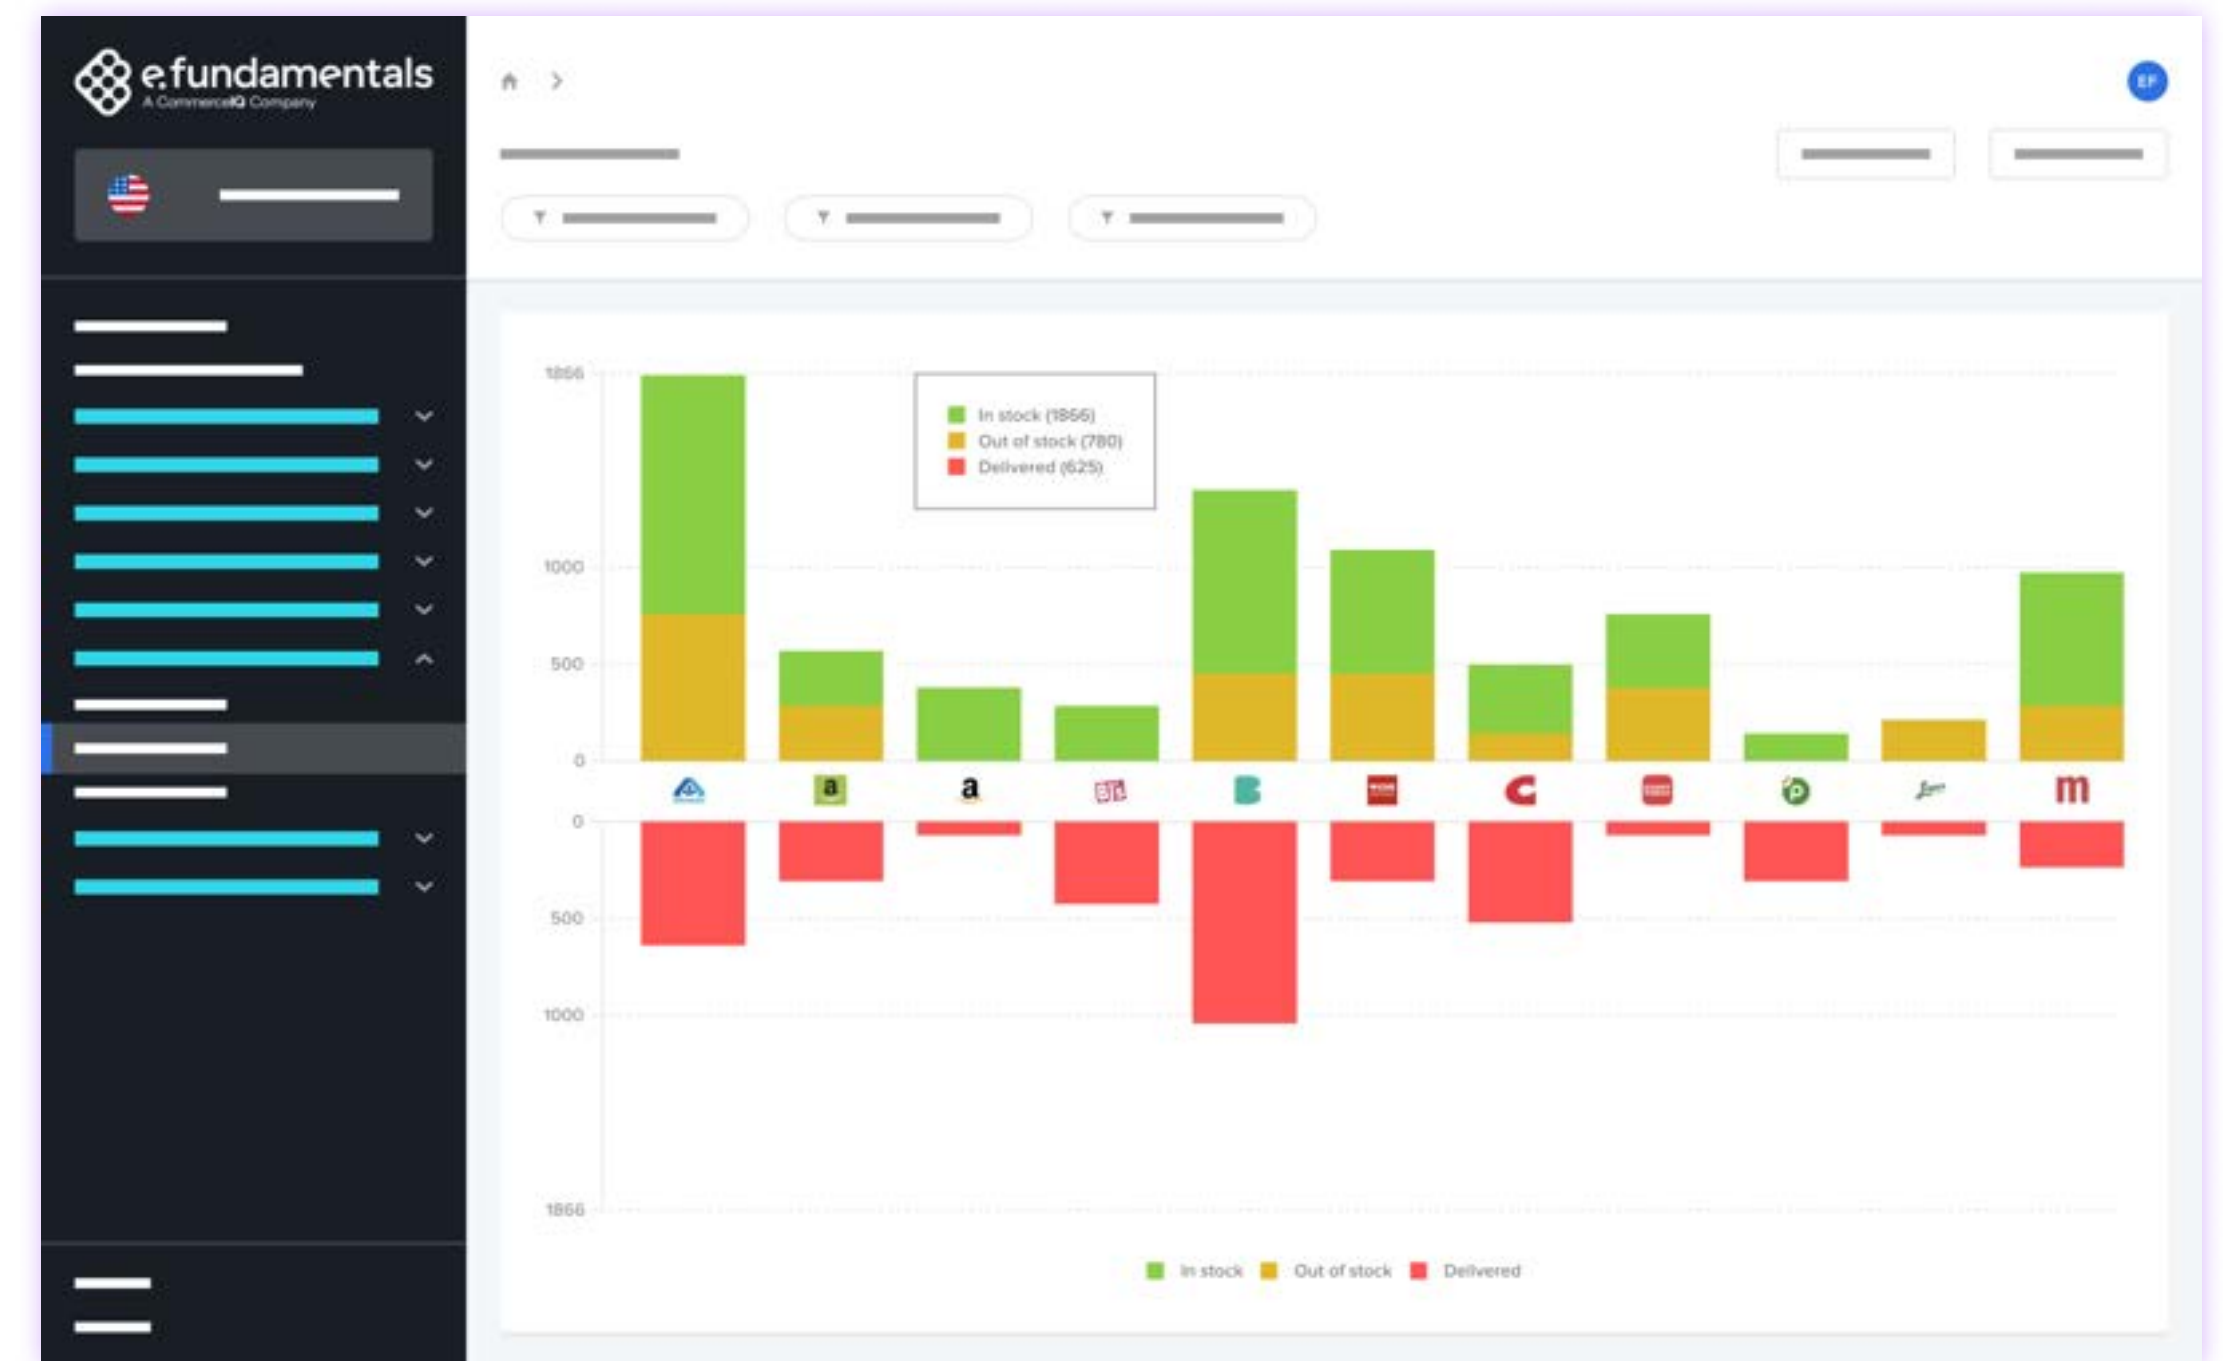 e.fundamentals
A CommerceIQ Company
EF
1866
In stock (1866)
Out of stock (780)
Delivered (625)
1000
500
0
a
a
B
C
P
m
0
500
1000
1866
In stock Out of stock Delivered